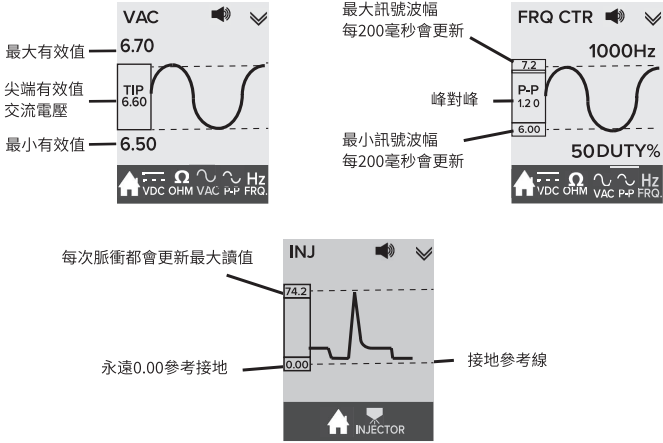 VAC
最大有效值
6.70
尖端有效值
交流電壓
TIP
6.60
最小有效值
6.50
VDC OHM VAC P-P FRQ.
Ω Hz
最大訊號波幅
每200毫秒會更新
FRQ CTR
1000Hz
7.2
峰對峰
P-P
1.2 0
最小訊號波幅
每200毫秒會更新
6.00
50DUTY%
Ω Hz
VDC OHM VAC P-P FRQ.
INJ
每次脈衝都會更新最大讀值
74.2
永遠0.00參考接地
0.00
接地參考線
INJECTOR